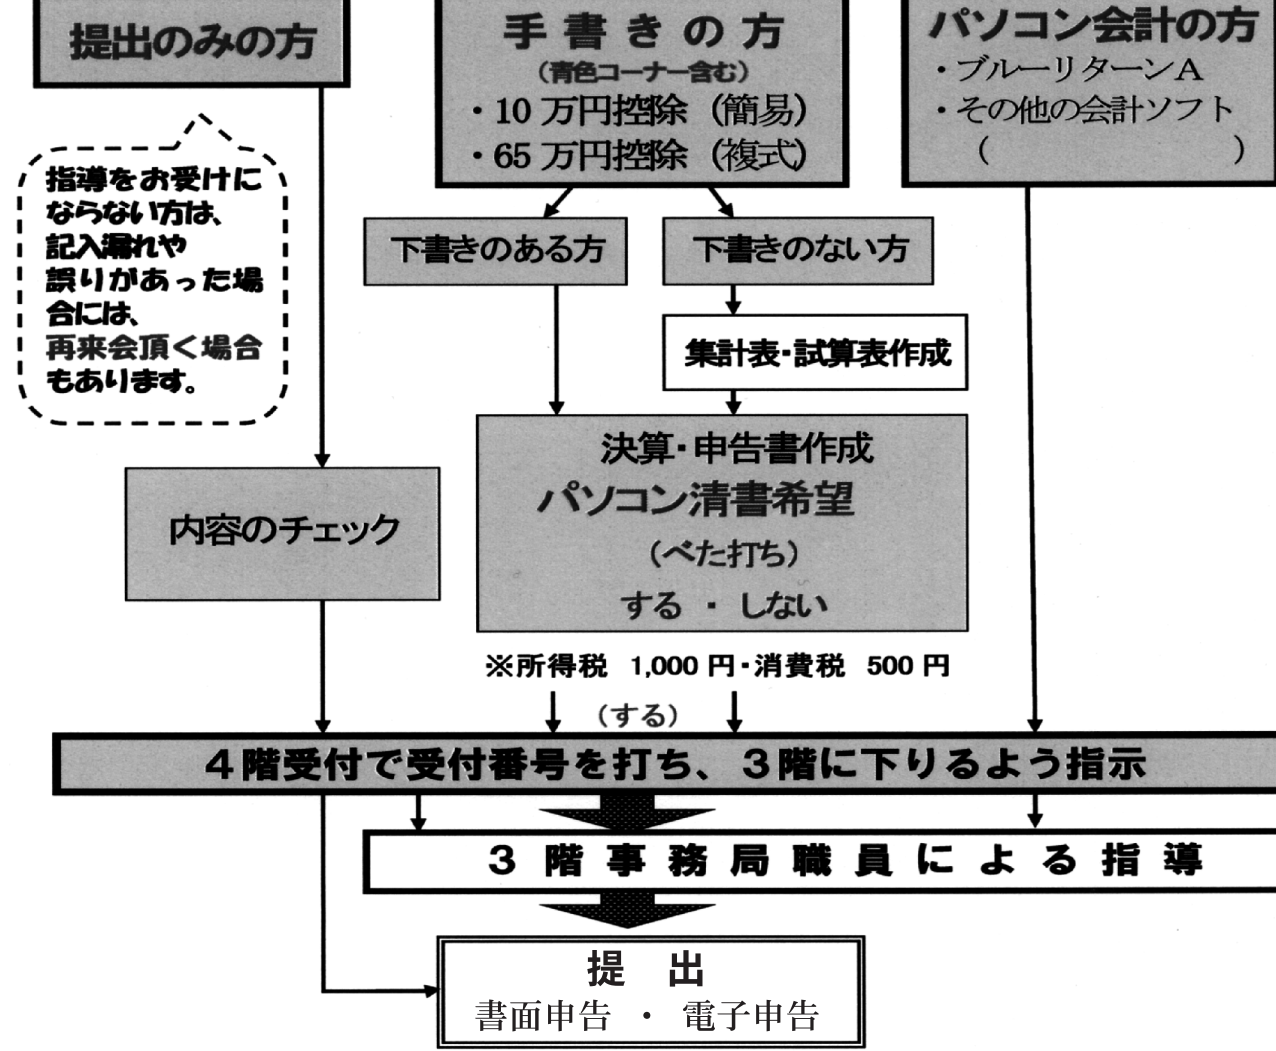 提出のみの方
手書きの方
（青色コーナー含む）
・10 万円控除（簡易）
・65 万円控除（複式）
パソコン会計の方
・ブルーリターンA
・その他の会計ソフト
（　　　　　　　　）
指導をお受けに
ならない方は、
記入漏れや
誤りがあった場
合には、
再来会頂く場合
もあります。
下書きのある方
下書きのない方
集計表・試算表作成
内容のチェック
決算・申告書作成
パソコン清書希望
（べた打ち）
する ・ しない
※所得税 1,000 円・消費税 500 円
（する）
4階受付で受付番号を打ち、3階に下りるよう指示
3階事務局職員による指導
提 出
書面申告 ・ 電子申告